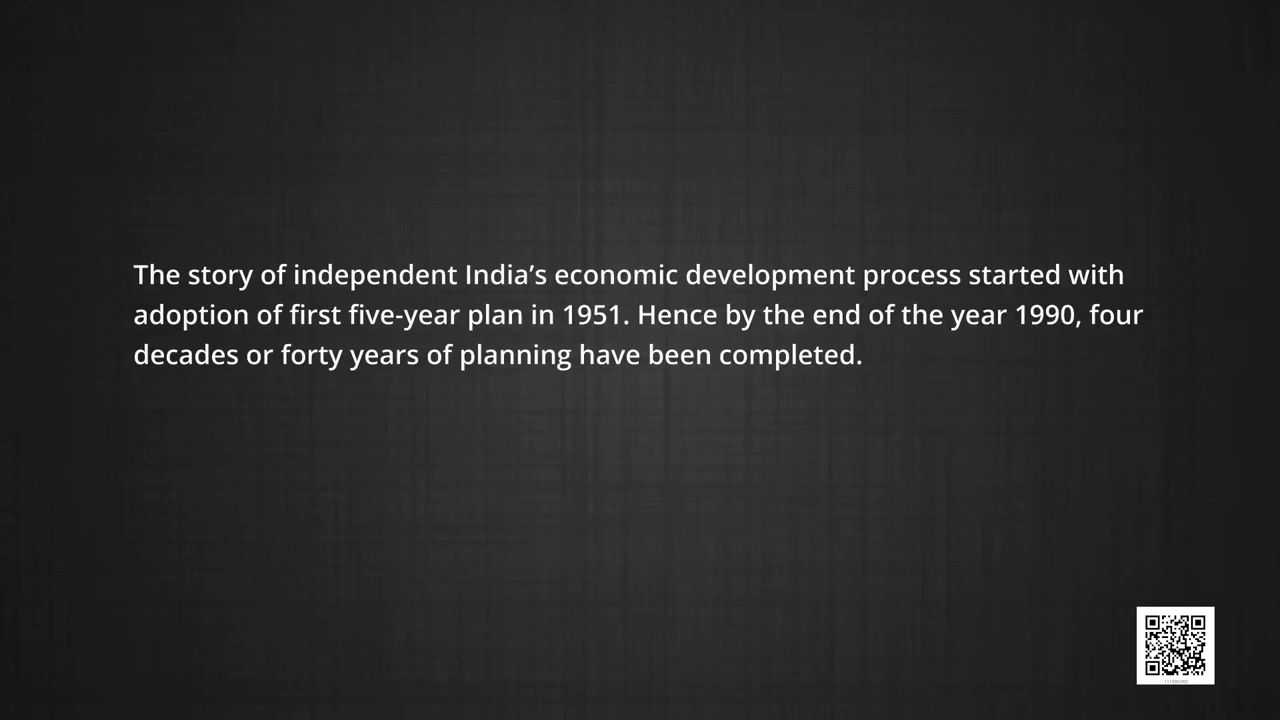 The story of independent India’s economic development process started with
adoption of first five-year plan in 1951. Hence by the end of the year 1990, four
decades or forty years of planning have been completed.